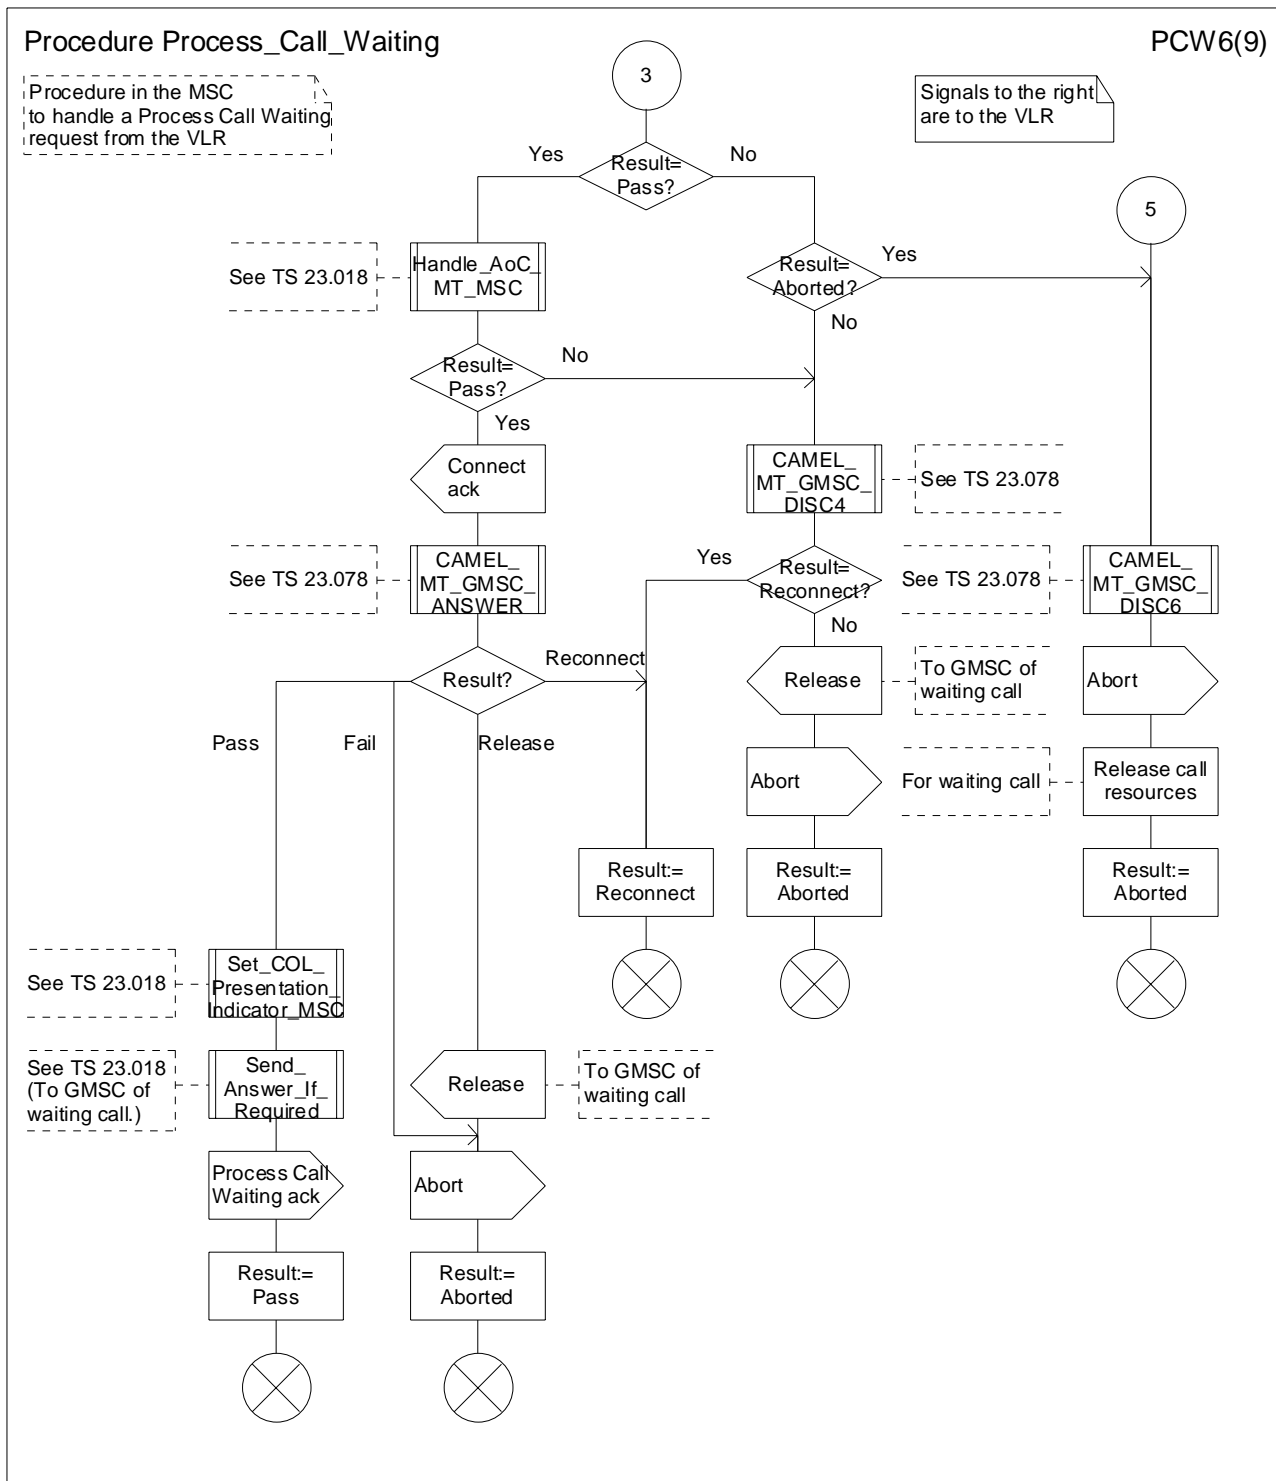 Procedure Process_Call_Waiting
PCW6(9)
Procedure in the MSC
to handle a Process Call Waiting
request from the VLR
3
Signals to the right
are to the VLR
Yes
Result=
Pass?
No
5
See TS 23.018
Handle_AoC_
MT_MSC
Result=
Aborted?
Yes
No
Result=
Pass?
No
Yes
Connect
ack
CAMEL_
MT_GMSC_
DISC4
See TS 23.078
See TS 23.078
CAMEL_
MT_GMSC_
ANSWER
Yes
Result=
Reconnect?
No
See TS 23.078
CAMEL_
MT_GMSC_
DISC6
Result?
Reconnect
Release
To GMSC of
waiting call
Abort
Pass
Fail
Release
Abort
For waiting call
Release call
resources
Result:=
Reconnect
Result:=
Aborted
Result:=
Aborted
See TS 23.018
Set_COL_
Presentation_
Indicator_MSC
See TS 23.018
(To GMSC of
waiting call.)
Send_
Answer_If_
Required
Release
To GMSC of
waiting call
Process Call
Waiting ack
Abort
Result:=
Pass
Result:=
Aborted